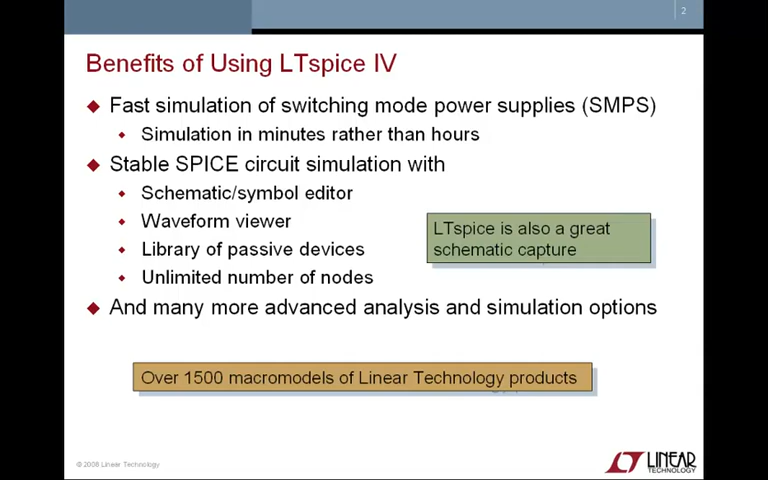 2
Benefits of Using LTspice IV
Fast simulation of switching mode power supplies (SMPS)
Simulation in minutes rather than hours
Stable SPICE circuit simulation with
Schematic/symbol editor
Waveform viewer
Library of passive devices
Unlimited number of nodes
LTspice is also a great
schematic capture
And many more advanced analysis and simulation options
Over 1500 macromodels of Linear Technology products
© 2008 Linear Technology
LINEAR
TECHNOLOGY